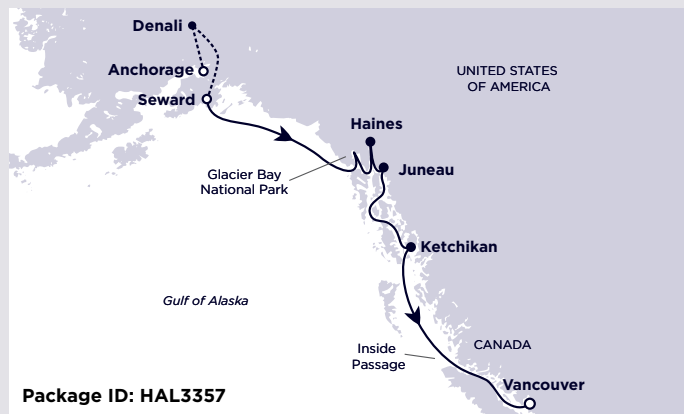 Denali
Anchorage
Seward
UNITED STATES
OF AMERICA
Haines
Glacier Bay
National Park
Juneau
Ketchikan
Gulf of Alaska
Inside
Passage
CANADA
Vancouver
Package ID: HAL3357